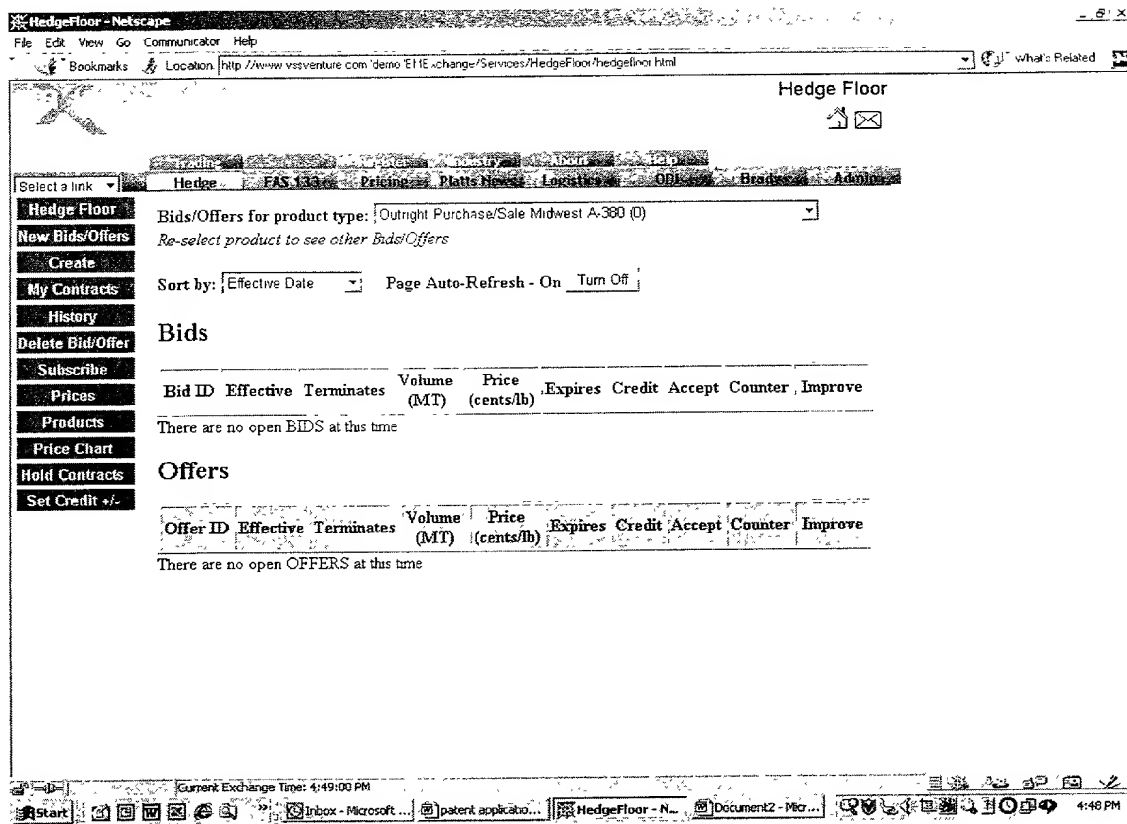 HedgeFloor - Netscape
File Edit View Go Communicator Help
Bookmarks Location http://www.vssventure.com/demo/EMExchange/Services/HedgeFloor/hedgefloor.html What's Related
Hedge Floor
Trading Industry About Help
Select a link Hedge FAS 133 Pricing Platts News Logistics Admin
Hedge Floor
Bids/Offers for product type: Outright Purchase/Sale Midwest A-380 (0)
New Bids/Offers
Re-select product to see other Bids/Offers
Create
Sort by: Effective Date Page Auto-Refresh - On Turn Off
My Contracts
History
Delete Bid/Offer
Subscribe
Prices
Products
Price Chart
Hold Contracts
Set Credit +/-
Bids
Bid ID Effective Terminates Volume (MT) Price (cents/lb) Expires Credit Accept Counter Improve
There are no open BIDS at this time
Offers
Offer ID Effective Terminates Volume (MT) Price (cents/lb) Expires Credit Accept Counter Improve
There are no open OFFERS at this time
Current Exchange Time: 4:49:00 PM
Start Inbox - Microsoft ... patent applicatio... HedgeFloor - N... Document2 - Micr... 4:48 PM